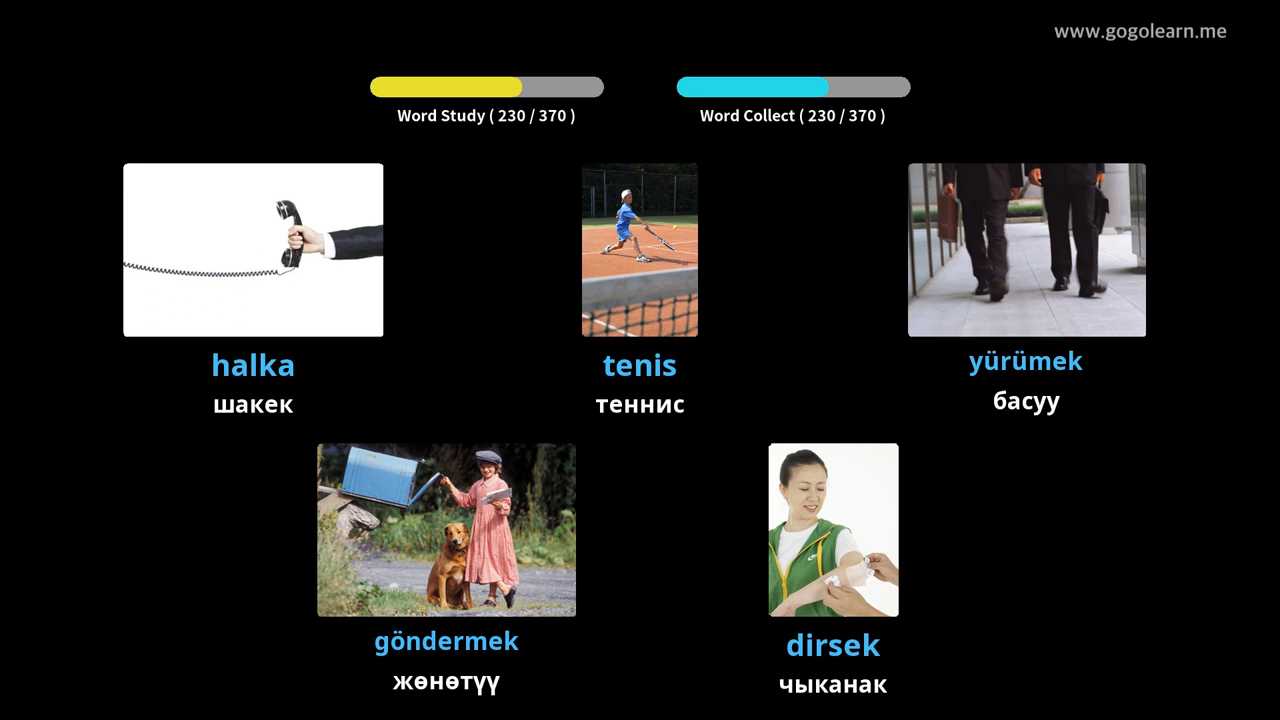 www.gogolearn.me
Word Study ( 230 / 370 )
Word Collect ( 230 / 370 )
halka
шакек
tenis
теннис
yürümek
басуу
göndermek
жөнөтүү
dirsek
чыканак